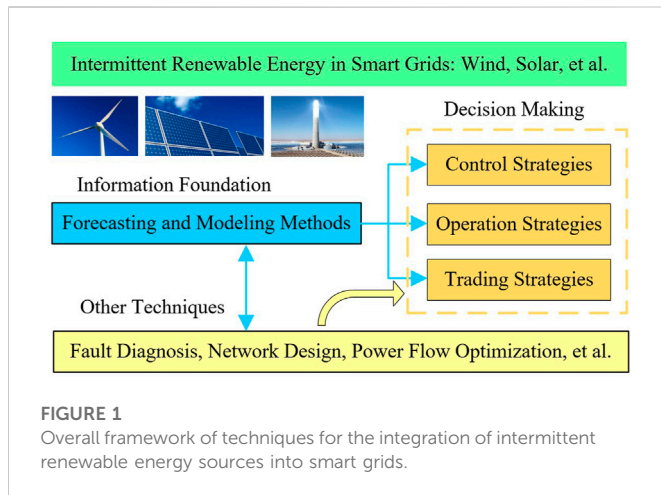 Intermittent Renewable Energy in Smart Grids: Wind, Solar, et al.
Decision Making
Control Strategies
Information Foundation
Forecasting and Modeling Methods
Operation Strategies
Trading Strategies
Other Techniques
Fault Diagnosis, Network Design, Power Flow Optimization, et al.
FIGURE 1
Overall framework of techniques for the integration of intermittent
renewable energy sources into smart grids.